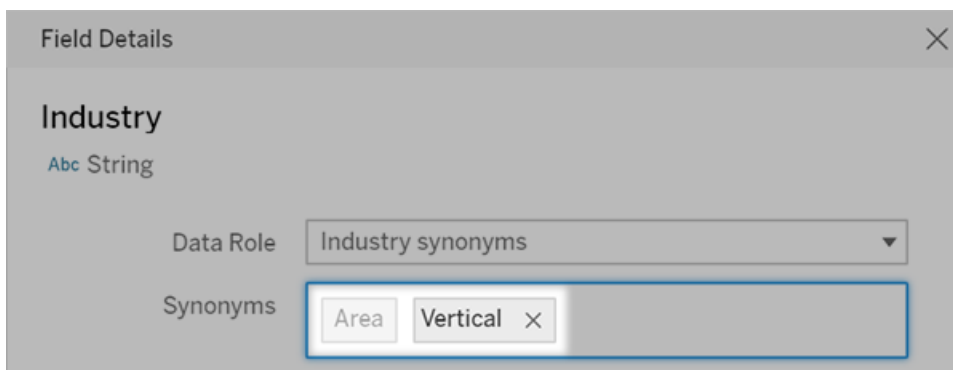 Field Details
Industry
Abc String
Data Role Industry synonyms
Synonyms Area Vertical